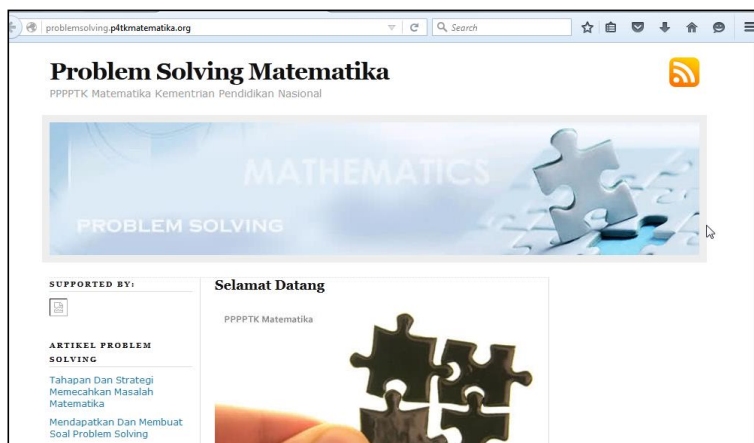 problemsolving.p4tkmatematika.org
Search
Problem Solving Matematika
PPPPTK Matematika Kementrian Pendidikan Nasional
MATHEMATICS
PROBLEM SOLVING
SUPPORTED BY:
Selamat Datang
PPPPTK Matematika
ARTIKEL PROBLEM
SOLVING
Tahapan Dan Strategi
Memecahkan Masalah
Matematika
Mendapatkan Dan Membuat
Soal Problem Solving